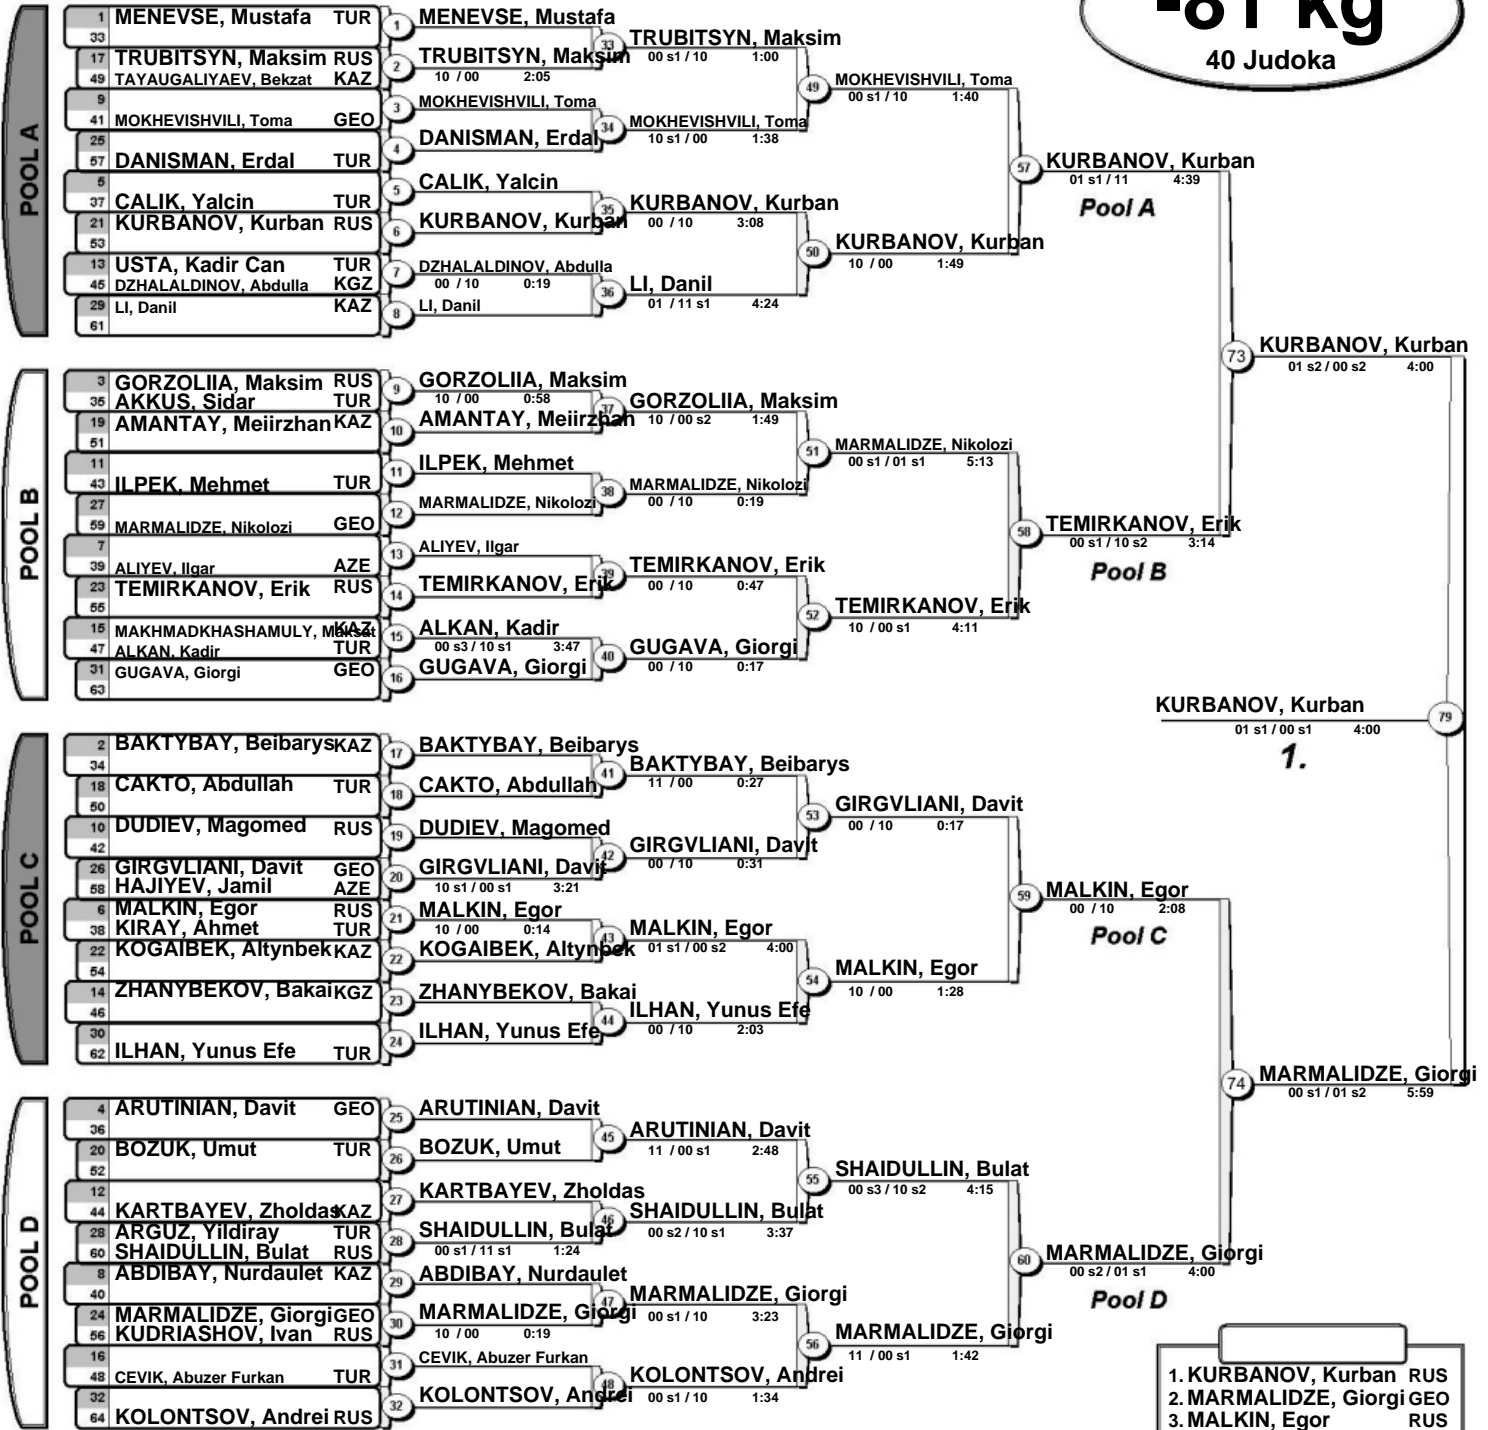 -81 kg
40 Judoka
POOL A
1 MENEVSE, Mustafa TUR
33
17 TRUBITSYN, Maksim RUS
49 TAYAUGALIYAEV, Bekzat KAZ
9
41 MOKHEVISHVILI, Toma GEO
25
57 DANISMAN, Erdal TUR
5
37 CALIK, Yalcin TUR
21 KURBANOV, Kurban RUS
53
13 USTA, Kadir Can TUR
45 DZHALALDINOV, Abdulla KGZ
29 LI, Danil KAZ
61
1 MENEVSE, Mustafa
2 TRUBITSYN, Maksim
10 / 00 2:05
3 MOKHEVISHVILI, Toma
4 DANISMAN, Erdal
5 CALIK, Yalcin
6 KURBANOV, Kurban
7 DZHALALDINOV, Abdulla
00 / 10 0:19
8 LI, Danil
33 TRUBITSYN, Maksim
00 s1 / 10 1:00
34 MOKHEVISHVILI, Toma
10 s1 / 00 1:38
35 KURBANOV, Kurban
00 / 10 3:08
36 LI, Danil
01 / 11 s1 4:24
49 MOKHEVISHVILI, Toma
00 s1 / 10 1:40
50 KURBANOV, Kurban
10 / 00 1:49
57 KURBANOV, Kurban
01 s1 / 11 4:39
Pool A
POOL B
3 GORZOLIIA, Maksim RUS
35 AKKUS, Sidar TUR
19 AMANTAY, Meiirzhan KAZ
51
11
43 ILPEK, Mehmet TUR
27
59 MARMALIDZE, Nikolozi GEO
7
39 ALIYEV, Ilgar AZE
23 TEMIRKANOV, Erik RUS
55
15 MAKHMADKHASHAMULY, Maksat KAZ
47 ALKAN, Kadir TUR
31 GUGAVA, Giorgi GEO
63
9 GORZOLIIA, Maksim
10 / 00 0:58
10 AMANTAY, Meiirzhan
11 ILPEK, Mehmet
12 MARMALIDZE, Nikolozi
13 ALIYEV, Ilgar
14 TEMIRKANOV, Erik
15 ALKAN, Kadir
00 s3 / 10 s1 3:47
16 GUGAVA, Giorgi
37 GORZOLIIA, Maksim
10 / 00 s2 1:49
38 MARMALIDZE, Nikolozi
00 / 10 0:19
39 TEMIRKANOV, Erik
00 / 10 0:47
40 GUGAVA, Giorgi
00 / 10 0:17
51 MARMALIDZE, Nikolozi
00 s1 / 01 s1 5:13
52 TEMIRKANOV, Erik
10 / 00 s1 4:11
58 TEMIRKANOV, Erik
00 s1 / 10 s2 3:14
Pool B
73 KURBANOV, Kurban
01 s2 / 00 s2 4:00
KURBANOV, Kurban 79
01 s1 / 00 s1 4:00
1.
POOL C
2 BAKTYBAY, Beibarys KAZ
34
18 CAKTO, Abdullah TUR
50
10 DUDIEV, Magomed RUS
42
26 GIRGVLIANI, Davit GEO
58 HAJIYEV, Jamil AZE
6 MALKIN, Egor RUS
38 KIRAY, Ahmet TUR
22 KOGAIBEK, Altynbek KAZ
54
14 ZHANYBEKOV, Bakai KGZ
46
30
62 ILHAN, Yunus Efe TUR
17 BAKTYBAY, Beibarys
18 CAKTO, Abdullah
19 DUDIEV, Magomed
20 GIRGVLIANI, Davit
10 s1 / 00 s1 3:21
21 MALKIN, Egor
10 / 00 0:14
22 KOGAIBEK, Altynbek
23 ZHANYBEKOV, Bakai
24 ILHAN, Yunus Efe
41 BAKTYBAY, Beibarys
11 / 00 0:27
42 GIRGVLIANI, Davit
00 / 10 0:31
43 MALKIN, Egor
01 s1 / 00 s2 4:00
44 ILHAN, Yunus Efe
00 / 10 2:03
53 GIRGVLIANI, Davit
00 / 10 0:17
54 MALKIN, Egor
10 / 00 1:28
59 MALKIN, Egor
00 / 10 2:08
Pool C
74 MARMALIDZE, Giorgi
00 s1 / 01 s2 5:59
POOL D
4 ARUTINIAN, Davit GEO
36
20 BOZUK, Umut TUR
52
12
44 KARTBAYEV, Zholdas KAZ
28 ARGUZ, Yildiray TUR
60 SHAIDULLIN, Bulat RUS
8 ABDIBAY, Nurdaulet KAZ
40
24 MARMALIDZE, Giorgi GEO
56 KUDRIASHOV, Ivan RUS
16
48 CEVIK, Abuzer Furkan TUR
32
64 KOLONTSOV, Andrei RUS
25 ARUTINIAN, Davit
26 BOZUK, Umut
27 KARTBAYEV, Zholdas
28 SHAIDULLIN, Bulat
00 s1 / 11 s1 1:24
29 ABDIBAY, Nurdaulet
30 MARMALIDZE, Giorgi
10 / 00 0:19
31 CEVIK, Abuzer Furkan
32 KOLONTSOV, Andrei
45 ARUTINIAN, Davit
11 / 00 s1 2:48
46 SHAIDULLIN, Bulat
00 s2 / 10 s1 3:37
47 MARMALIDZE, Giorgi
00 s1 / 10 3:23
48 KOLONTSOV, Andrei
00 s1 / 10 1:34
55 SHAIDULLIN, Bulat
00 s3 / 10 s2 4:15
56 MARMALIDZE, Giorgi
11 / 00 s1 1:42
60 MARMALIDZE, Giorgi
00 s2 / 01 s1 4:00
Pool D
1. KURBANOV, Kurban RUS
2. MARMALIDZE, Giorgi GEO
3. MALKIN, Egor RUS